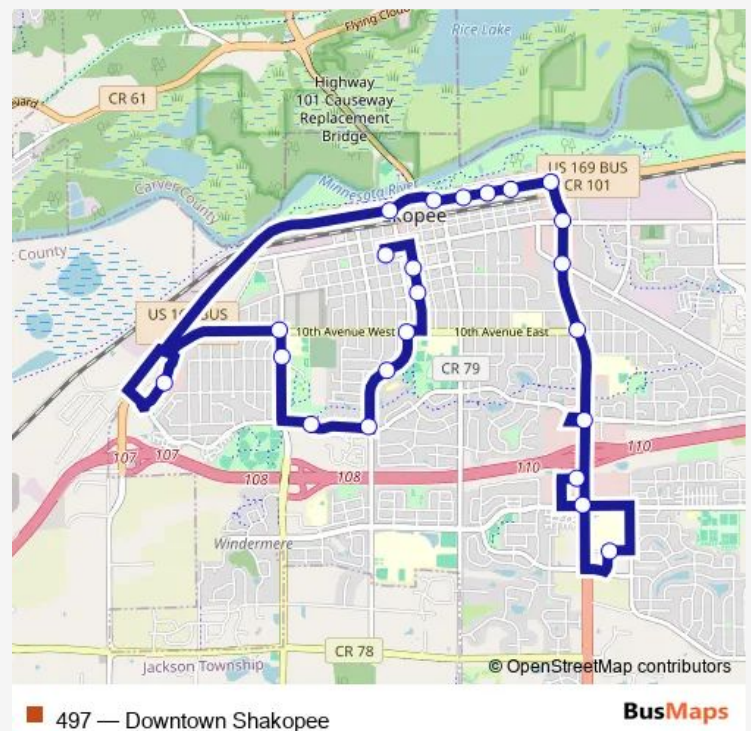 Flying Cloud
Rice Lake
CR 61
Highway
101 Causeway
Replacement
Bridge
Minnesota River
US 169 BUS
CR 101
Carver County
kopee
County
BUS
10th Avenue West
10th Avenue East
CR 79
107
107
108
108
110
110
Windermere
CR 78
Jackson Township
© OpenStreetMap contributors
497 — Downtown Shakopee
BusMaps